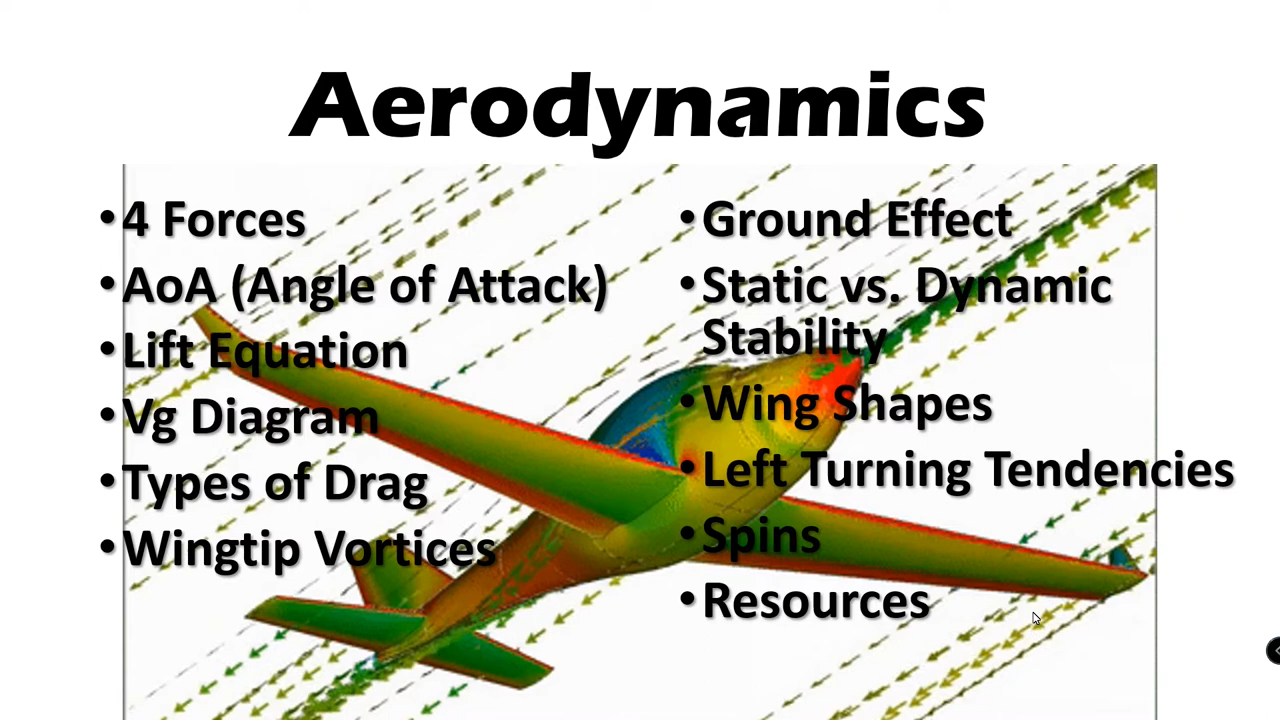 Aerodynamics
•4 Forces
•AoA (Angle of Attack)
•Lift Equation
•Vg Diagram
•Types of Drag
•Wingtip Vortices
•Ground Effect
•Static vs. Dynamic
Stability
•Wing Shapes
•Left Turning Tendencies
•Spins
•Resources